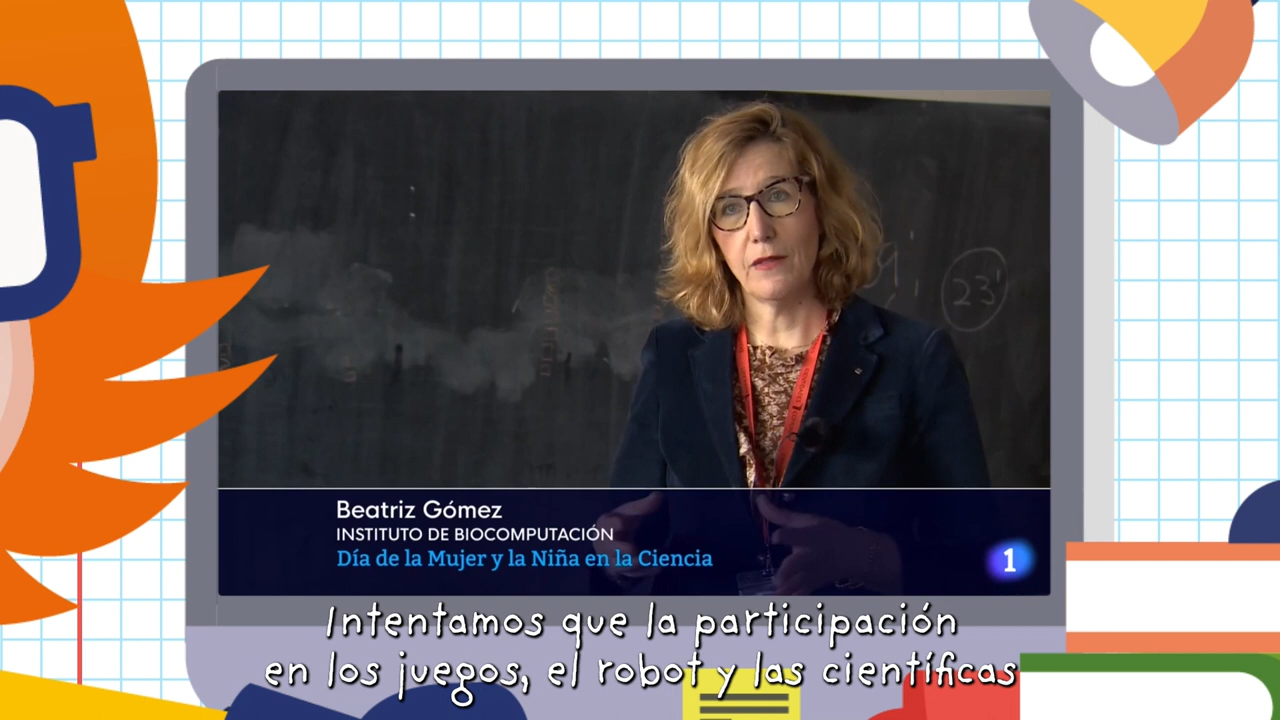 23'
Beatriz Gómez
INSTITUTO DE BIOCOMPUTACIÓN
Día de la Mujer y la Niña en la Ciencia
1
Intentamos que la participación
en los juegos, el robot y las científicas